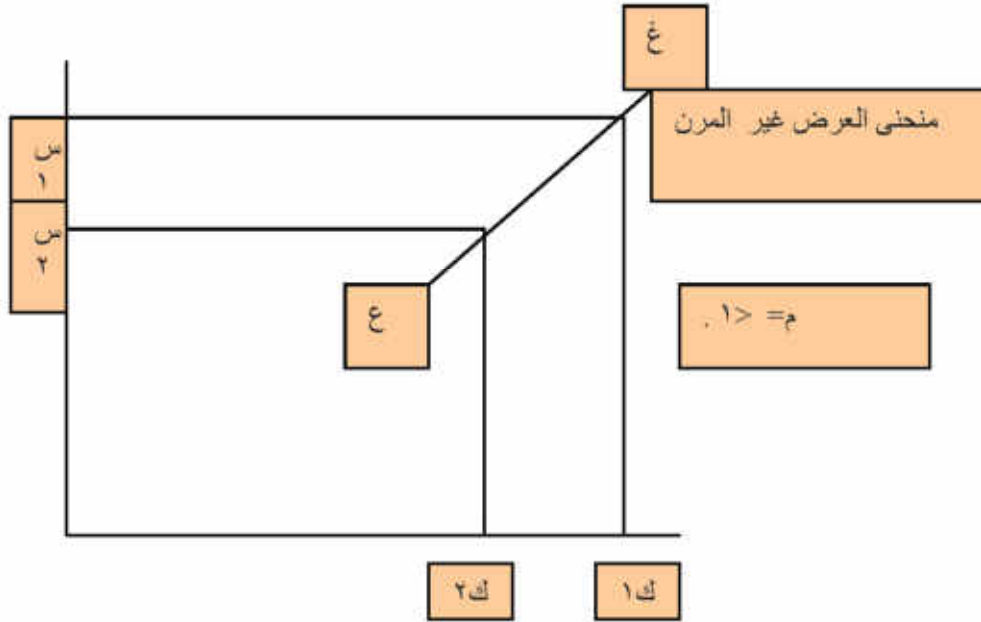 غَ
منحنى العرض غير المرن
س
١
س
٢
ع
م= <١ .
ك٢
ك١